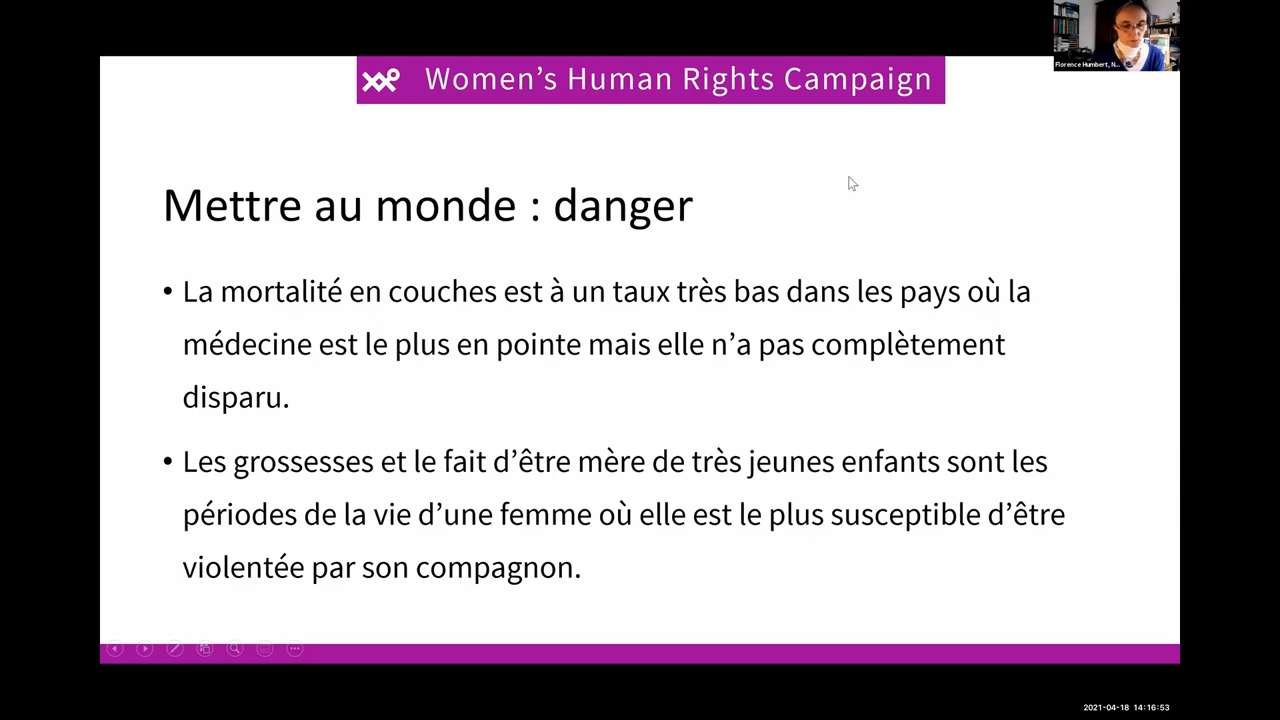 Women’s Human Rights Campaign
Florence Humbert, N...
Mettre au monde : danger
• La mortalité en couches est à un taux très bas dans les pays où la
médecine est le plus en pointe mais elle n’a pas complètement
disparu.
• Les grossesses et le fait d’être mère de très jeunes enfants sont les
périodes de la vie d’une femme où elle est le plus susceptible d’être
violentée par son compagnon.
2021-04-18 14:16:53